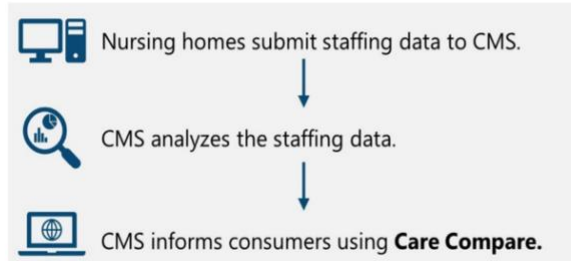 Nursing homes submit staffing data to CMS.
CMS analyzes the staffing data.
CMS informs consumers using Care Compare.